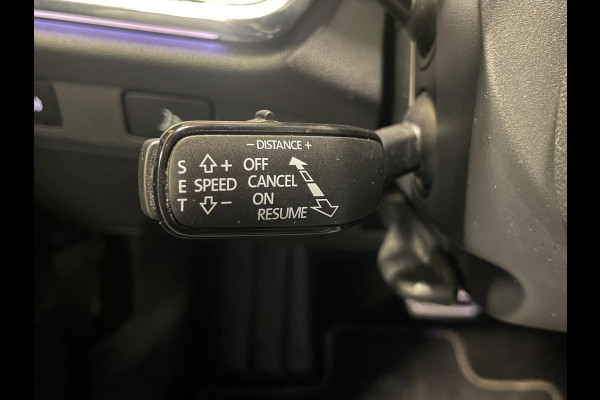 − DISTANCE +
S ⇧ + OFF
E SPEED CANCEL
T ⇩ − ON
RESUME